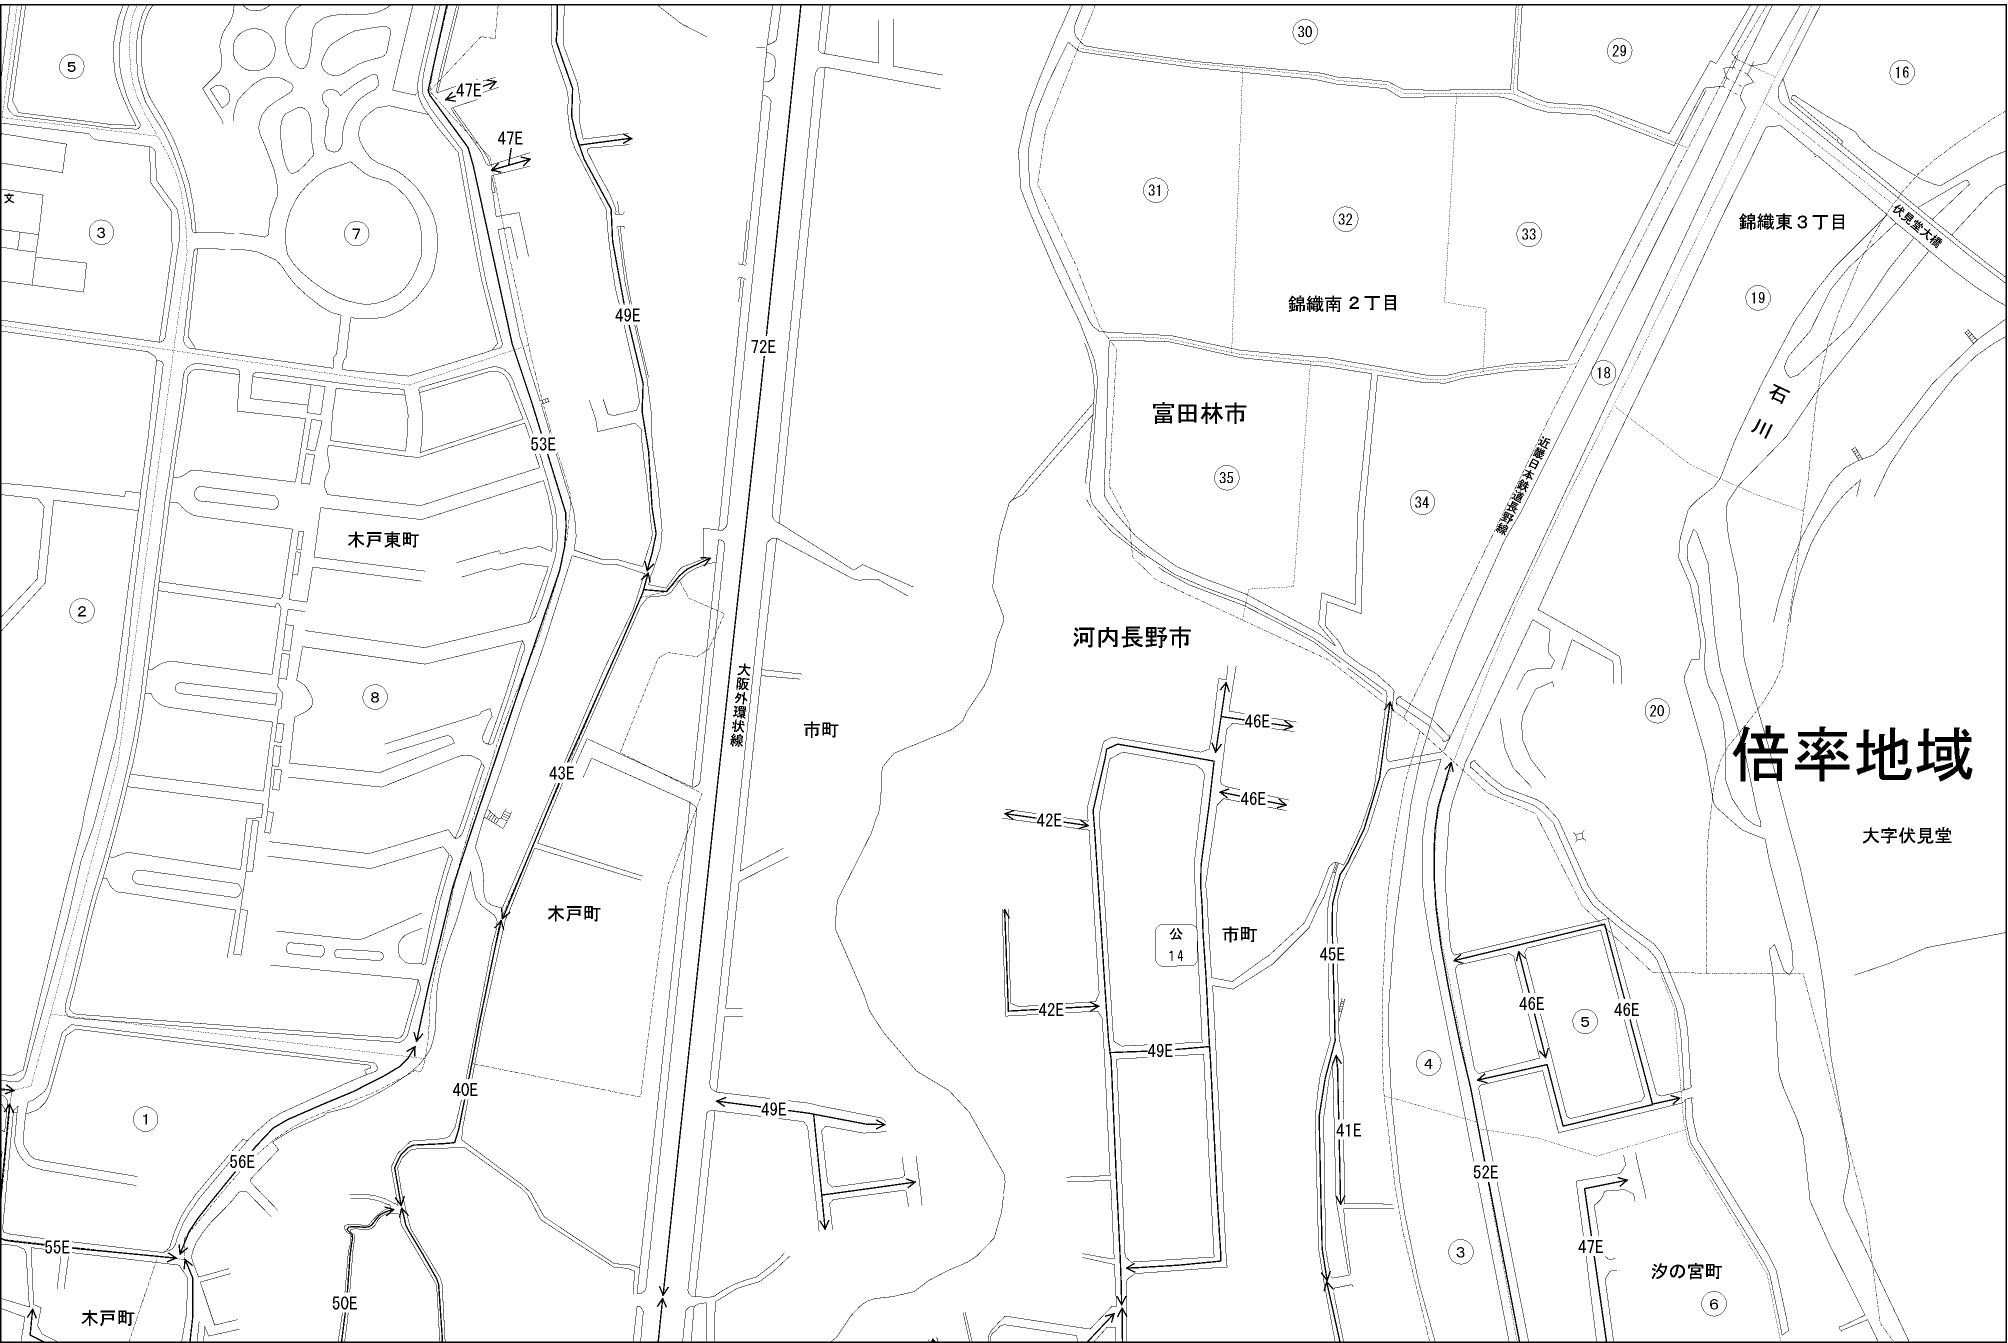 30
29
5
16
47E
47E
31
文
3
7
32
33
伏見堂大橋
錦織東3丁目
19
錦織南2丁目
49E
72E
18
石川
富田林市
53E
近畿日本鉄道長野線
35
34
木戸東町
2
河内長野市
8
大阪外環状線
20
46E
市町
倍率地域
43E
46E
42E
大字伏見堂
木戸町
公
14
市町
45E
46E
46E
42E
5
49E
4
40E
49E
1
41E
56E
52E
55E
47E
3
汐の宮町
50E
6
木戸町